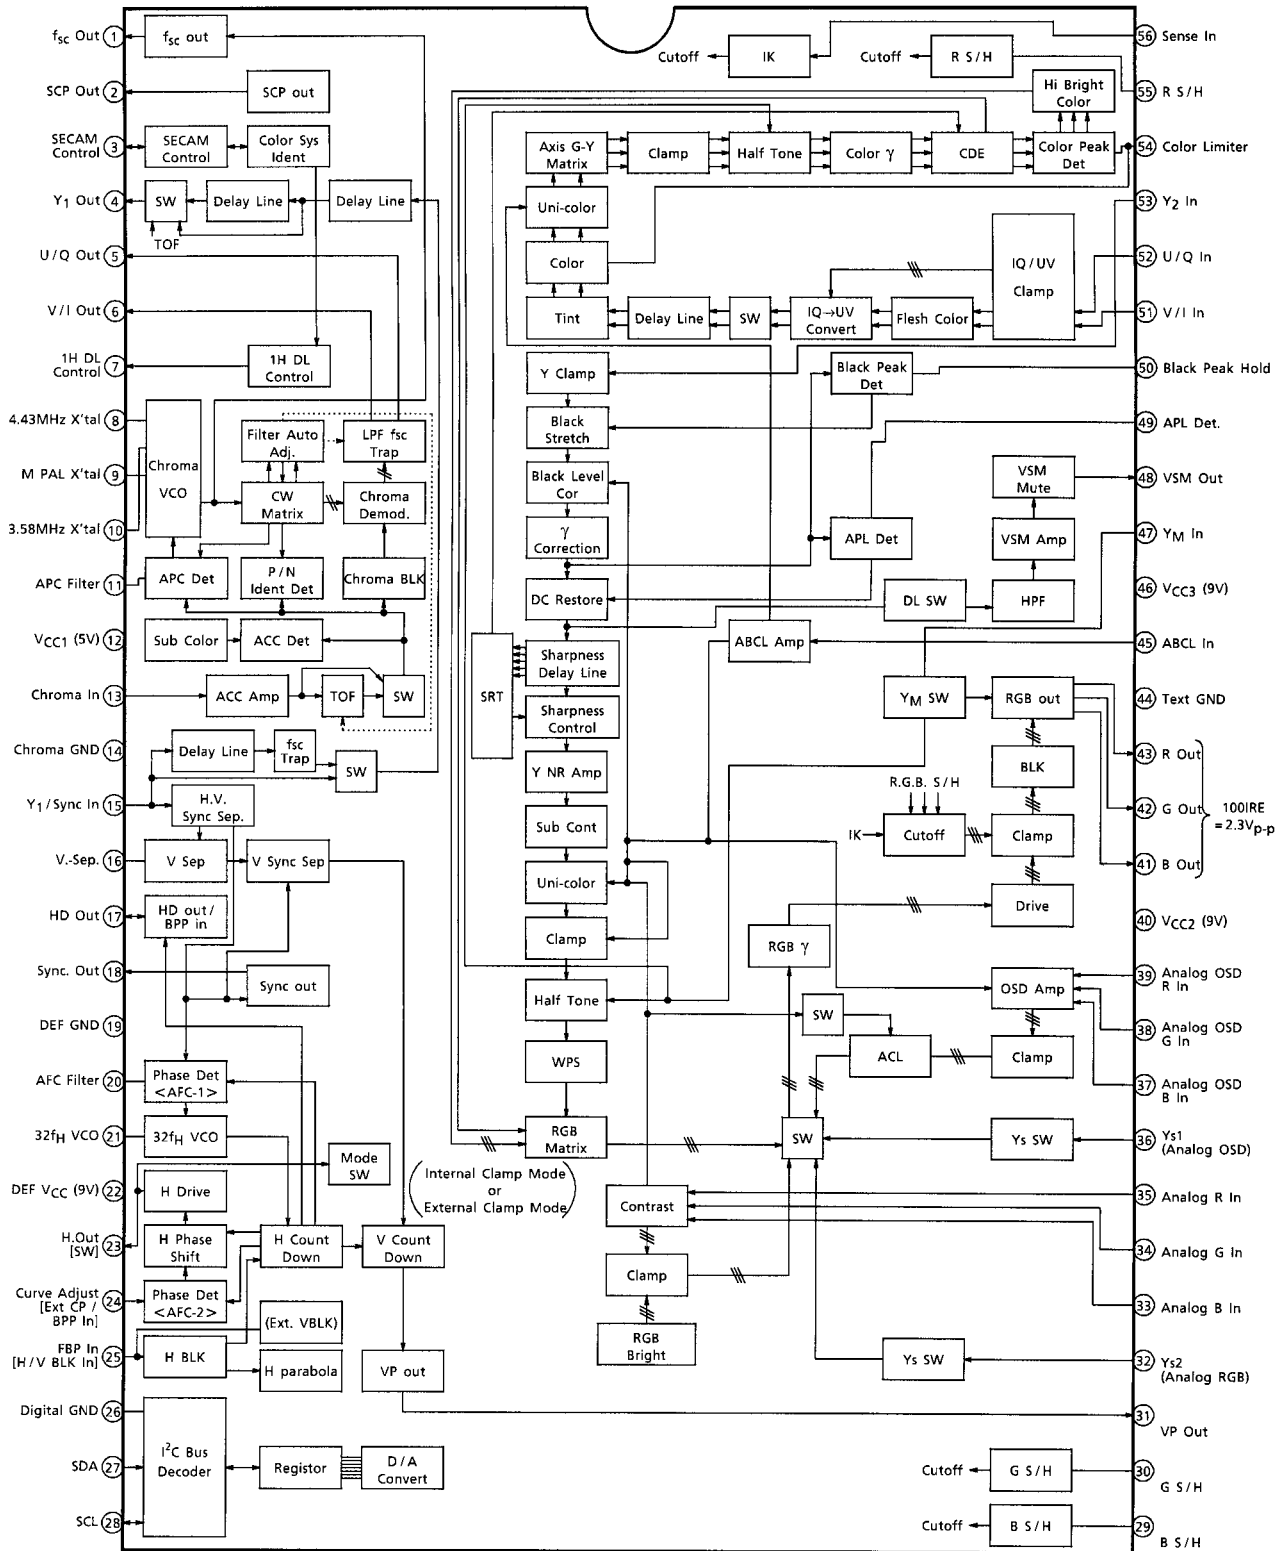 fsc Out 1
SCP Out 2
SECAM
Control 3
Y1 Out 4
U/Q Out 5
V/I Out 6
1H DL
Control 7
4.43MHz X'tal 8
M PAL X'tal 9
3.58MHz X'tal 10
APC Filter 11
VCC1 (5V) 12
Chroma In 13
Chroma GND 14
Y1/Sync In 15
V.-Sep. 16
HD Out 17
Sync. Out 18
DEF GND 19
AFC Filter 20
32fH VCO 21
DEF VCC (9V) 22
H.Out
[SW] 23
Curve Adjust
[Ext CP /
BPP In] 24
FBP In
[H/V BLK In] 25
Digital GND 26
SDA 27
SCL 28
fsc out
SCP out
SECAM
Control
Color Sys
Ident
SW
Delay Line
Delay Line
TOF
1H DL
Control
Chroma
VCO
Filter Auto
Adj.
LPF fsc
Trap
CW
Matrix
Chroma
Demod.
APC Det
P/N
Ident Det
Chroma BLK
Sub Color
ACC Det
ACC Amp
TOF
SW
Delay Line
fsc
Trap
SW
H.V.
Sync Sep.
V Sep
V Sync Sep
HD out/
BPP in
Sync out
Phase Det
<AFC-1>
32fH VCO
Mode
SW
H Drive
H Phase
Shift
H Count
Down
V Count
Down
Phase Det
<AFC-2>
(Ext. VBLK)
H BLK
H parabola
VP out
I2C Bus
Decoder
Registor
D/A
Convert
Cutoff
IK
Cutoff
R S/H
Hi Bright
Color
Axis G-Y
Matrix
Clamp
Half Tone
Color γ
CDE
Color Peak
Det
Uni-color
Color
Tint
Delay Line
SW
IQ→UV
Convert
Flesh Color
IQ/UV
Clamp
Y Clamp
Black Peak
Det
Black
Stretch
Black Level
Cor
γ
Correction
APL Det
VSM
Mute
VSM Amp
DC Restore
DL SW
HPF
SRT
Sharpness
Delay Line
ABCL Amp
Sharpness
Control
YM SW
RGB out
Y NR Amp
BLK
R.G.B. S/H
Sub Cont
IK
Cutoff
Clamp
Uni-color
Drive
Clamp
RGB γ
Half Tone
SW
OSD Amp
WPS
ACL
Clamp
RGB
Matrix
SW
Ys SW
(Internal Clamp Mode
or
External Clamp Mode)
Contrast
Clamp
RGB
Bright
Ys SW
Cutoff
G S/H
Cutoff
B S/H
56 Sense In
55 R S/H
54 Color Limiter
53 Y2 In
52 U/Q In
51 V/I In
50 Black Peak Hold
49 APL Det.
48 VSM Out
47 YM In
46 VCC3 (9V)
45 ABCL In
44 Text GND
43 R Out
42 G Out
100IRE
=2.3Vp-p
41 B Out
40 VCC2 (9V)
39 Analog OSD
R In
38 Analog OSD
G In
37 Analog OSD
B In
36 Ys1
(Analog OSD)
35 Analog R In
34 Analog G In
33 Analog B In
32 Ys2
(Analog RGB)
31
VP Out
30
G S/H
29
B S/H